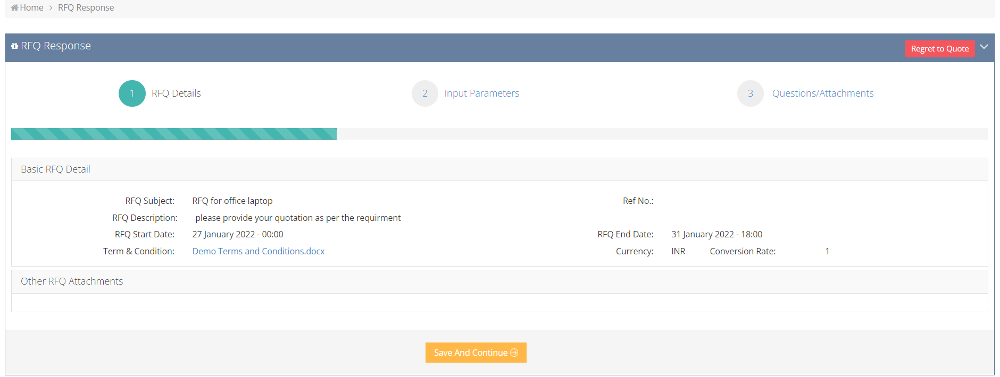 Home > RFQ Response
RFQ Response Regret to Quote
1 RFQ Details 2 Input Parameters 3 Questions/Attachments
Basic RFQ Detail
RFQ Subject: RFQ for office laptop Ref No.:
RFQ Description: please provide your quotation as per the requirment
RFQ Start Date: 27 January 2022 - 00:00 RFQ End Date: 31 January 2022 - 18:00
Term & Condition: Demo Terms and Conditions.docx Currency: INR Conversion Rate: 1
Other RFQ Attachments
Save And Continue